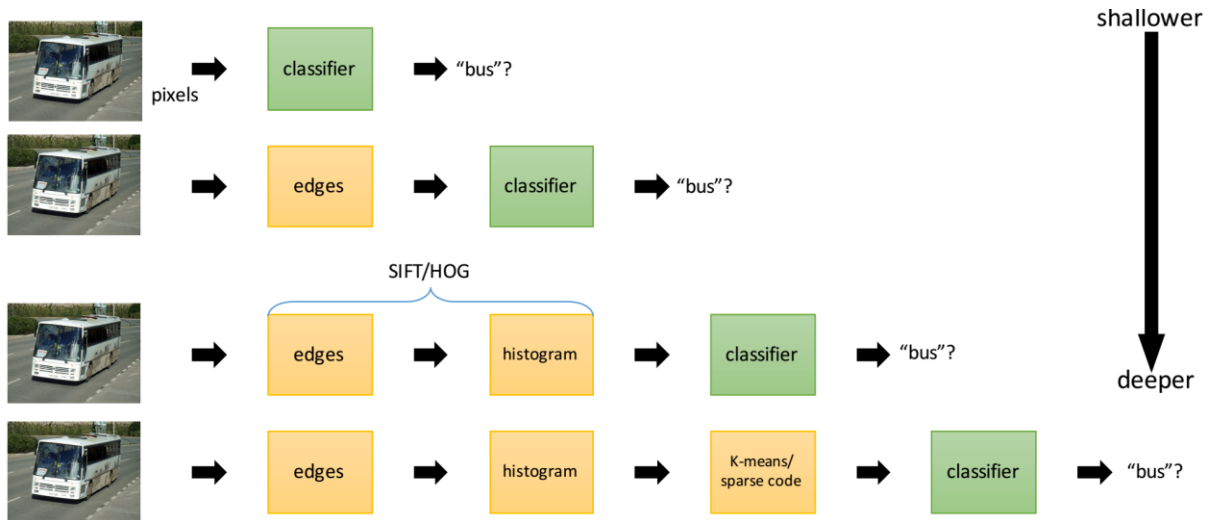 shallower
pixels
classifier
“bus”?
edges
classifier
“bus”?
SIFT/HOG
edges
histogram
classifier
“bus”?
deeper
edges
histogram
K-means/
sparse code
classifier
“bus”?